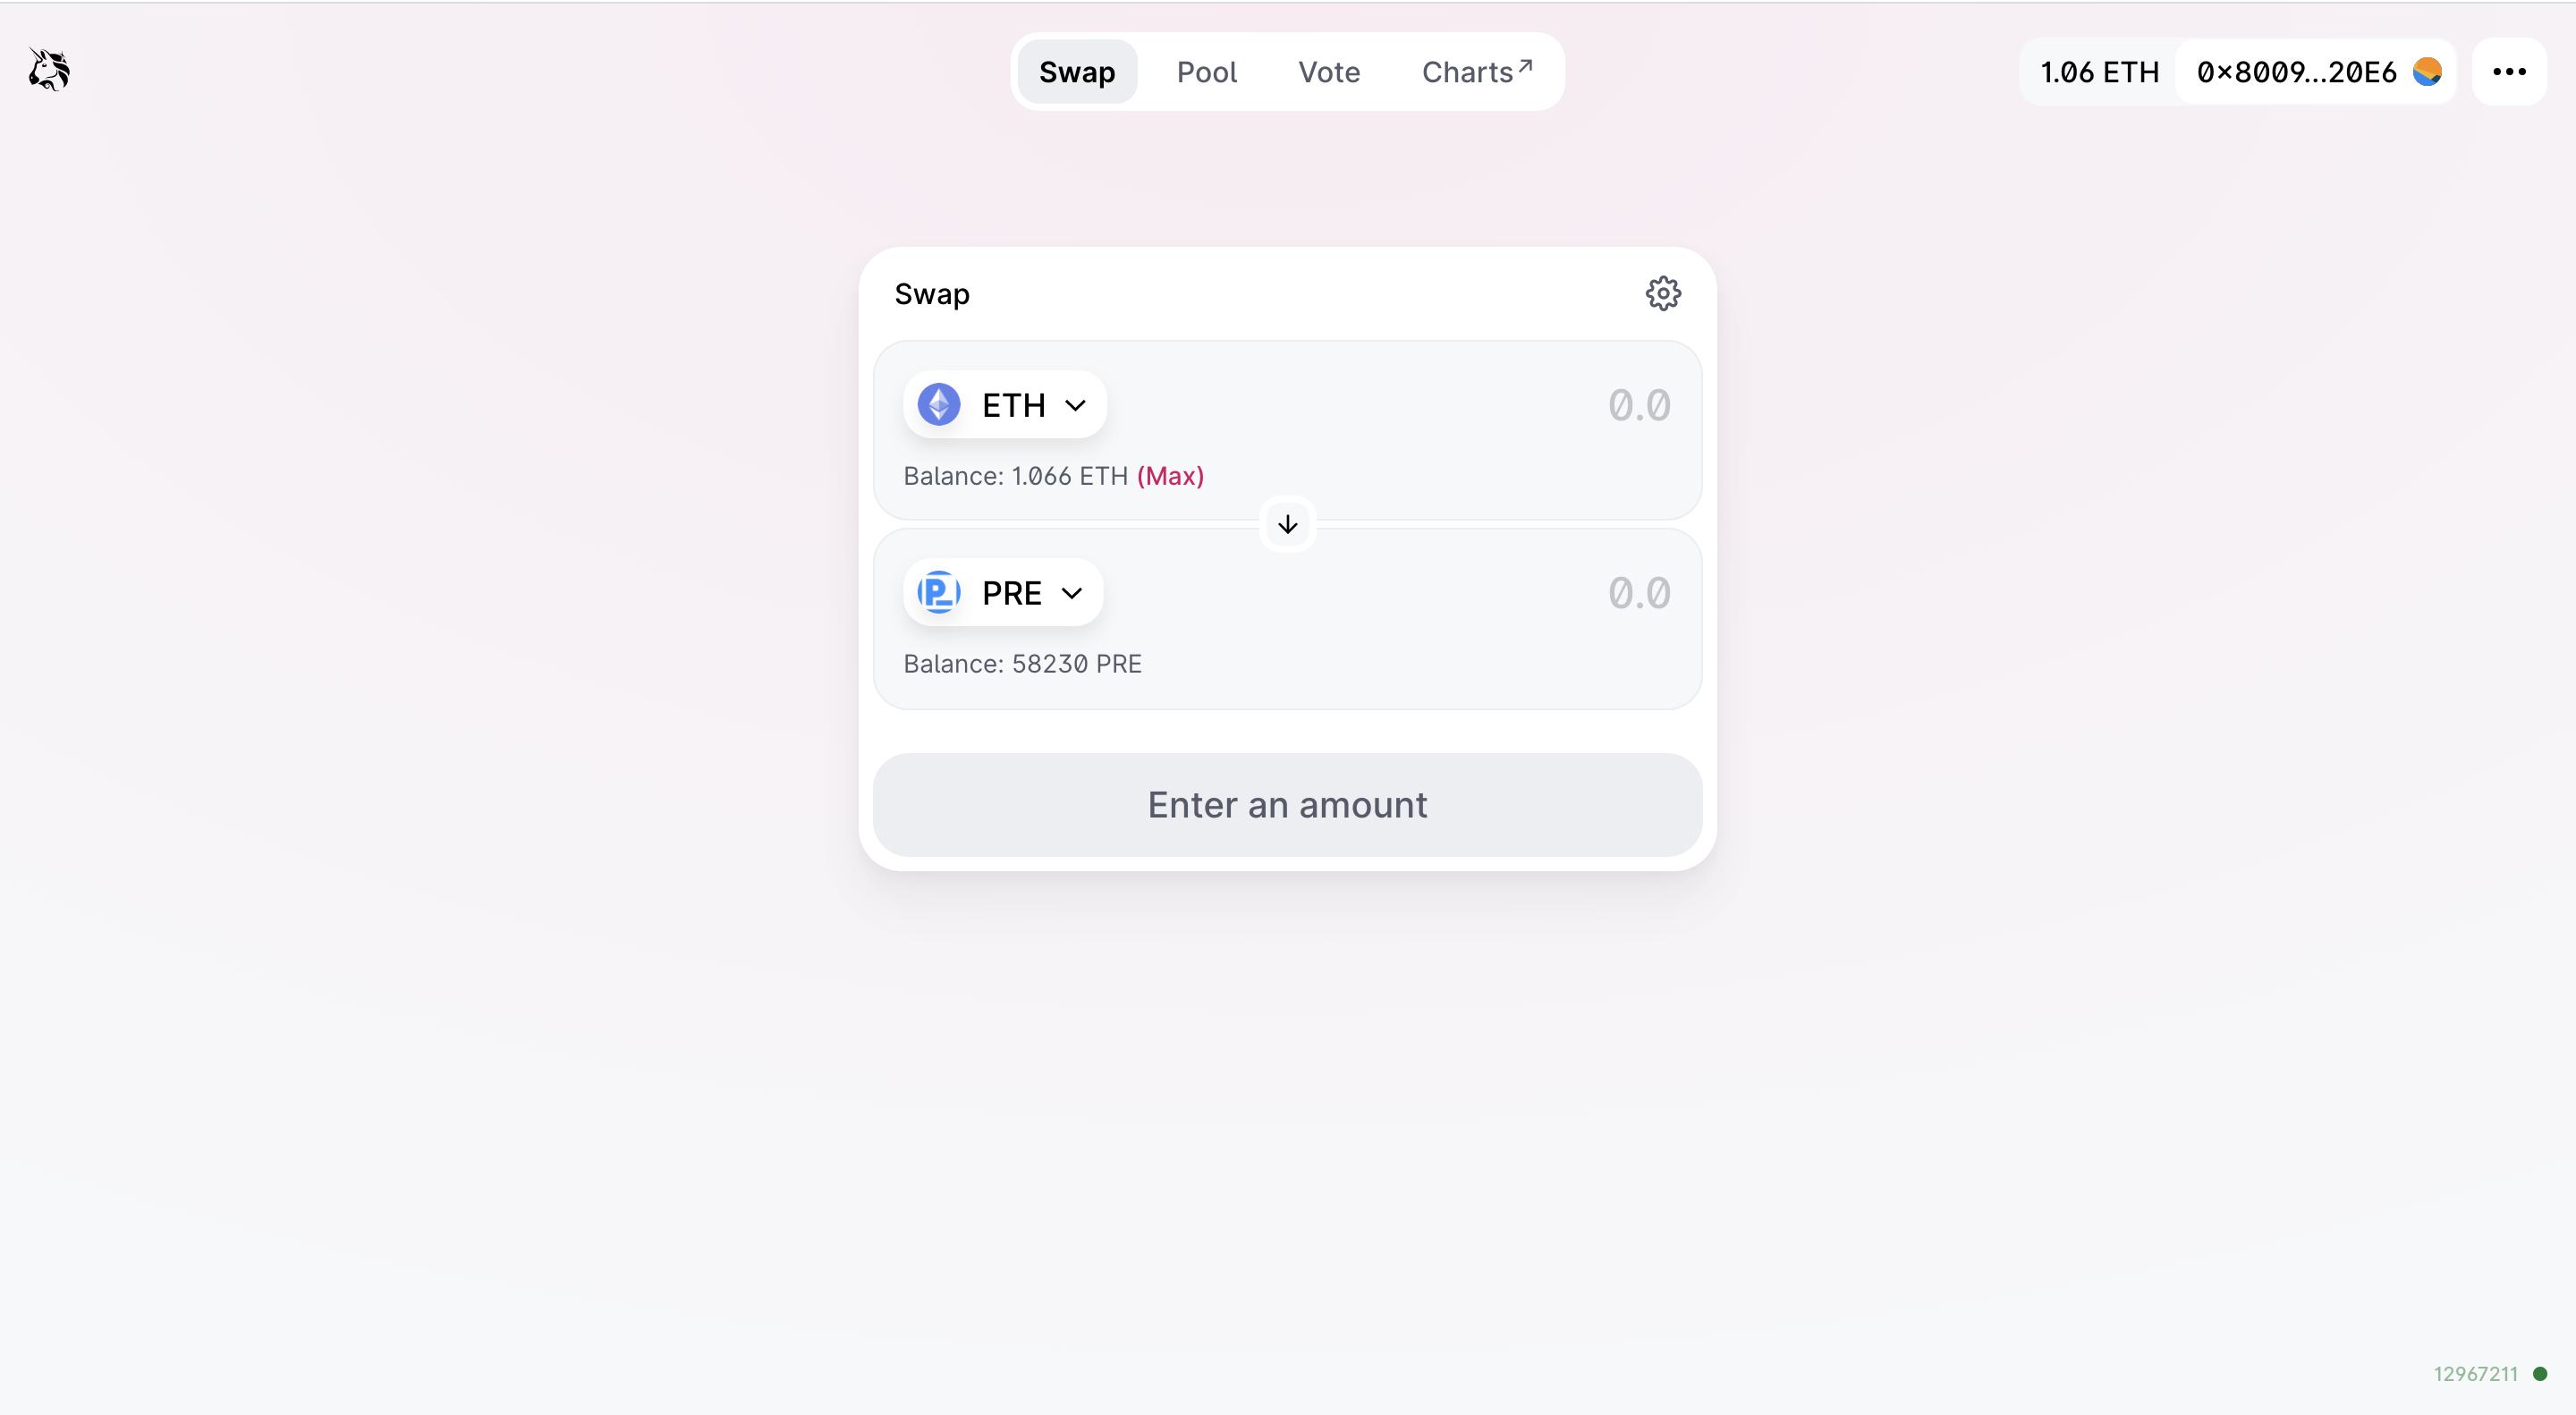 Swap Pool Vote Charts↗ 1.06 ETH 0x8009...20E6
Swap
ETH 0.0
Balance: 1.066 ETH (Max)
PRE 0.0
Balance: 58230 PRE
Enter an amount
12967211